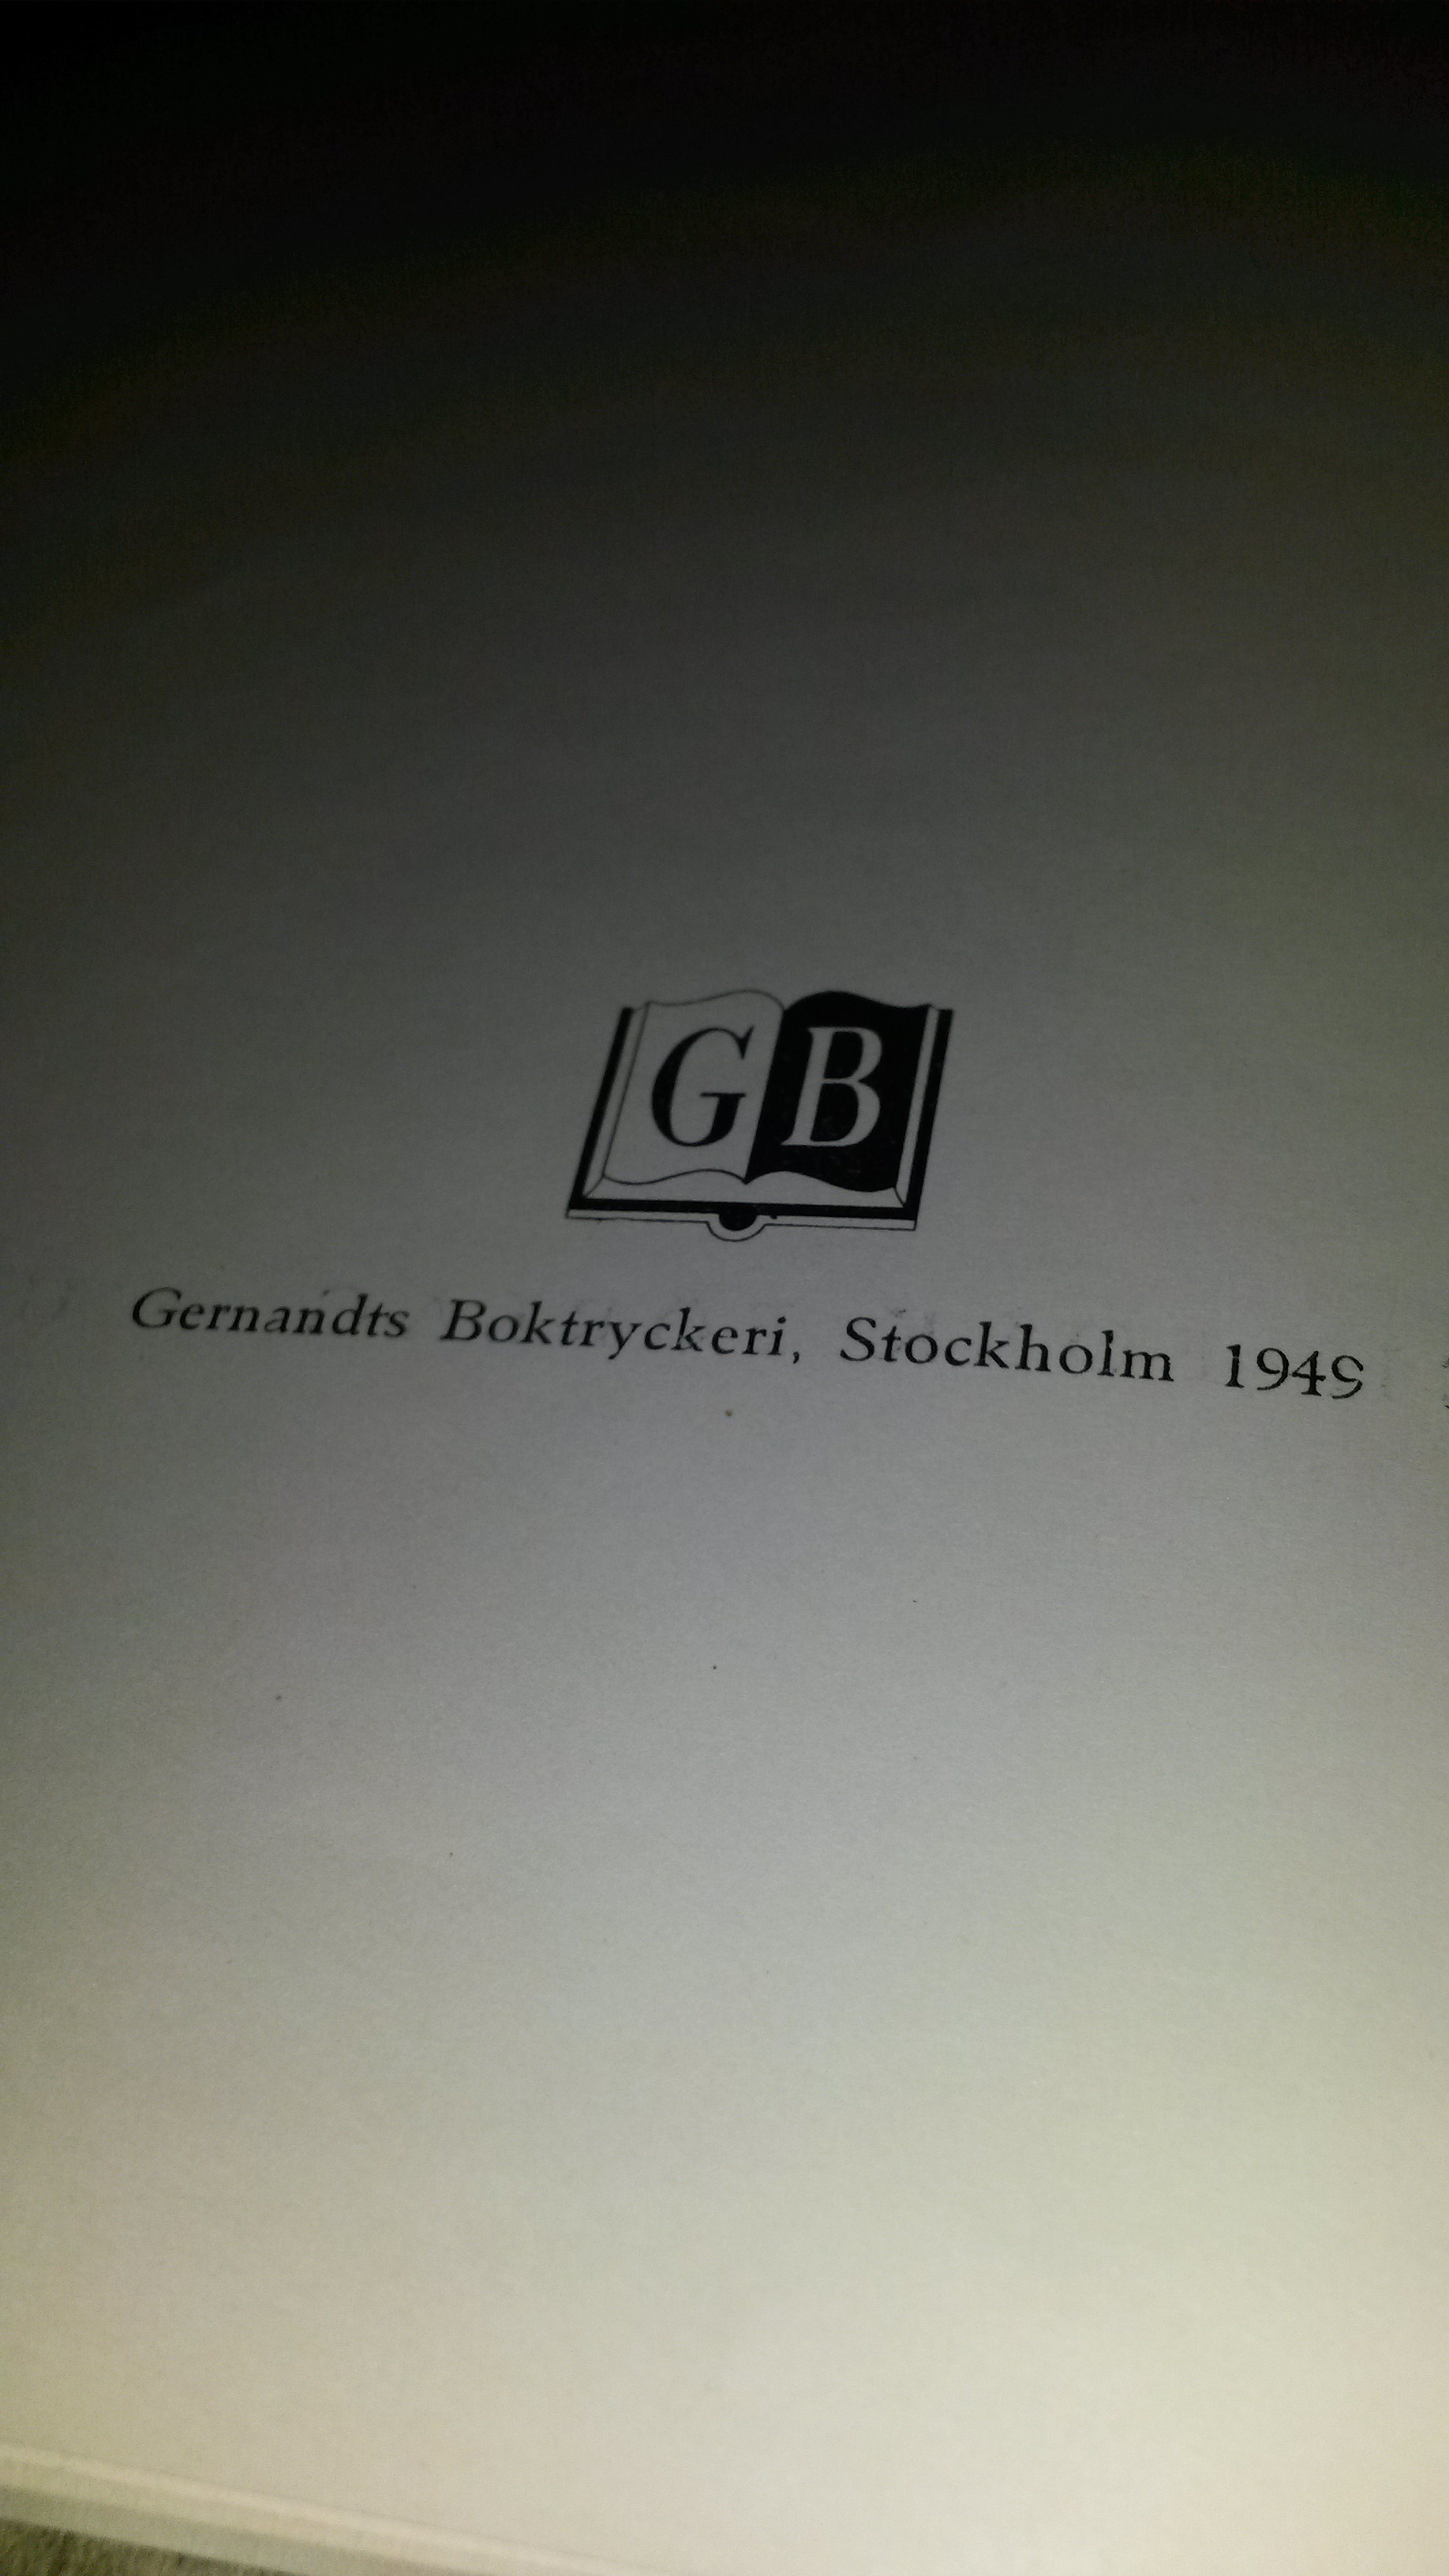 GB
Gernandts Boktryckeri, Stockholm 1949